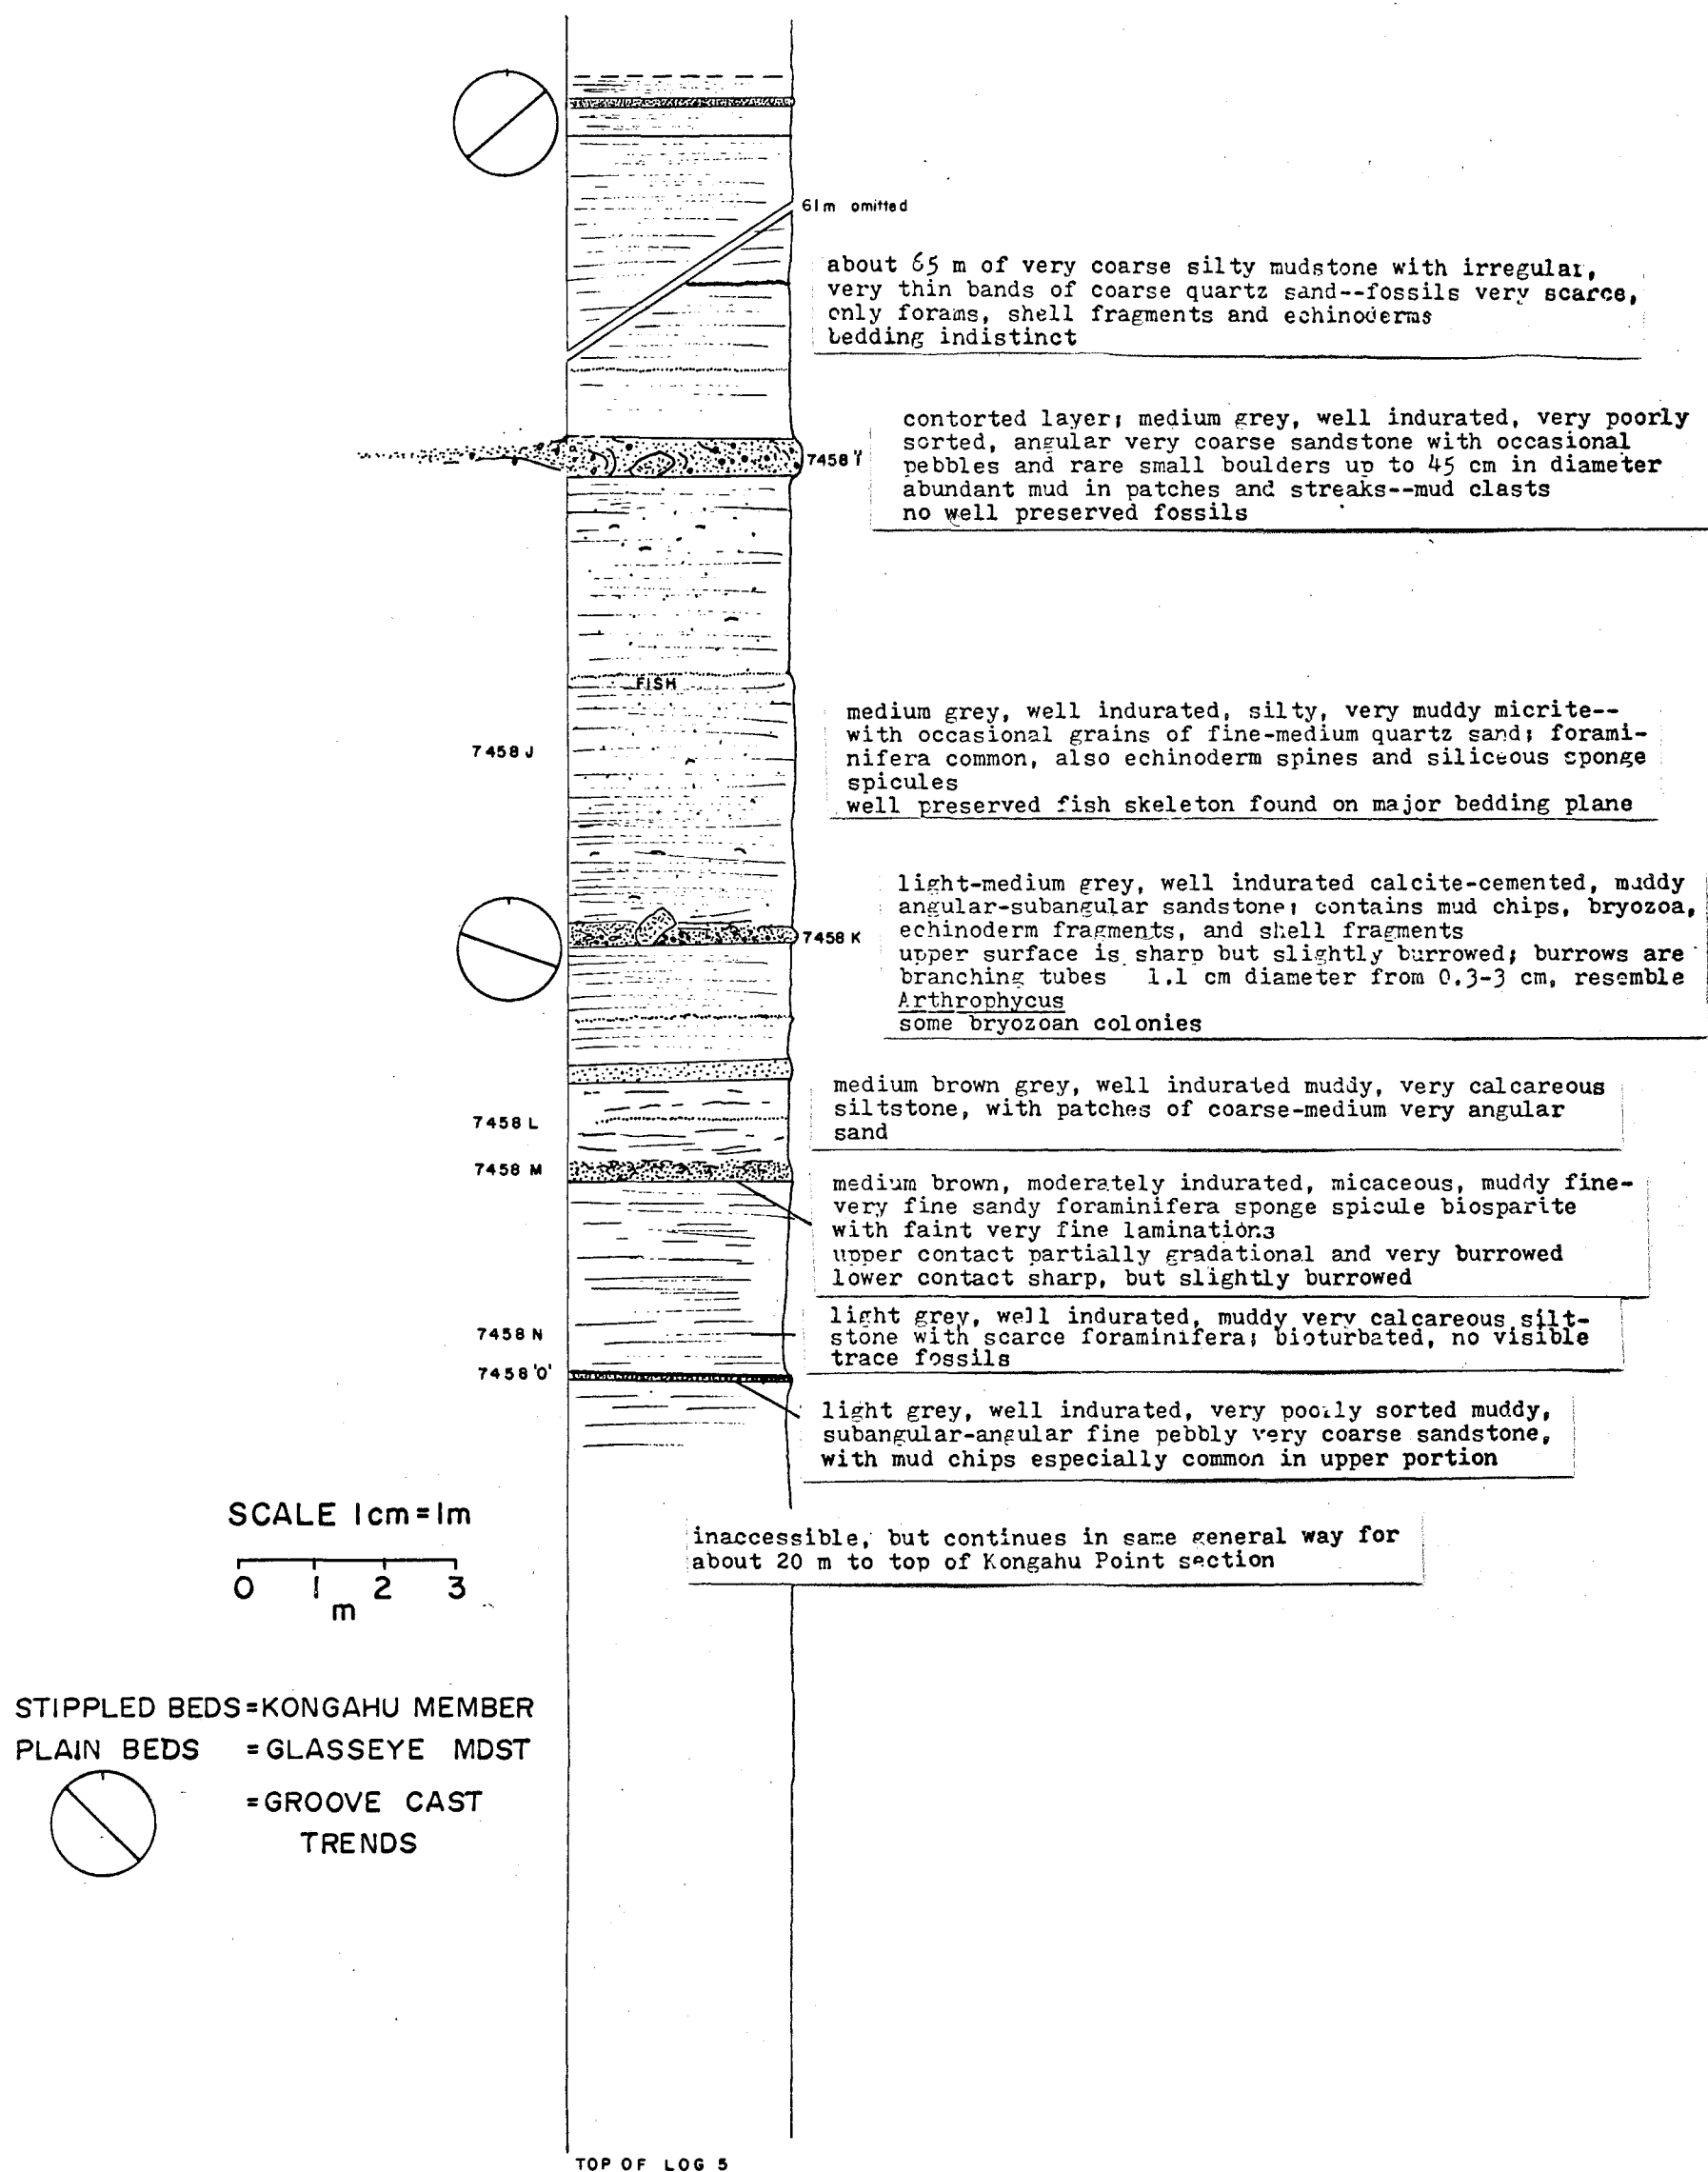 61m omitted
about 65 m of very coarse silty mudstone with irregular,
very thin bands of coarse quartz sand--fossils very scarce,
only forams, shell fragments and echinoderms
bedding indistinct
contorted layer; medium grey, well indurated, very poorly
sorted, angular very coarse sandstone with occasional
pebbles and rare small boulders up to 45 cm in diameter
abundant mud in patches and streaks--mud clasts
no well preserved fossils
7458 'I'
FISH
7458 J
medium grey, well indurated, silty, very muddy micrite--
with occasional grains of fine-medium quartz sand; forami-
nifera common, also echinoderm spines and siliceous sponge
spicules
well preserved fish skeleton found on major bedding plane
7458 K
light-medium grey, well indurated calcite-cemented, muddy
angular-subangular sandstone; contains mud chips, bryozoa,
echinoderm fragments, and shell fragments
upper surface is sharp but slightly burrowed; burrows are
branching tubes 1.1 cm diameter from 0.3-3 cm, resemble
Arthrophycus
some bryozoan colonies
7458 L
medium brown grey, well indurated muddy, very calcareous
siltstone, with patches of coarse-medium very angular
sand
7458 M
medium brown, moderately indurated, micaceous, muddy fine-
very fine sandy foraminifera sponge spicule biosparite
with faint very fine laminations
upper contact partially gradational and very burrowed
lower contact sharp, but slightly burrowed
7458 N
light grey, well indurated, muddy very calcareous silt-
stone with scarce foraminifera; bioturbated, no visible
trace fossils
7458 'O'
light grey, well indurated, very poorly sorted muddy,
subangular-angular fine pebbly very coarse sandstone,
with mud chips especially common in upper portion
inaccessible, but continues in same general way for
about 20 m to top of Kongahu Point section
SCALE 1cm=1m
0 1 2 3
m
STIPPLED BEDS=KONGAHU MEMBER
PLAIN BEDS =GLASSEYE MDST
=GROOVE CAST
TRENDS
TOP OF LOG 5